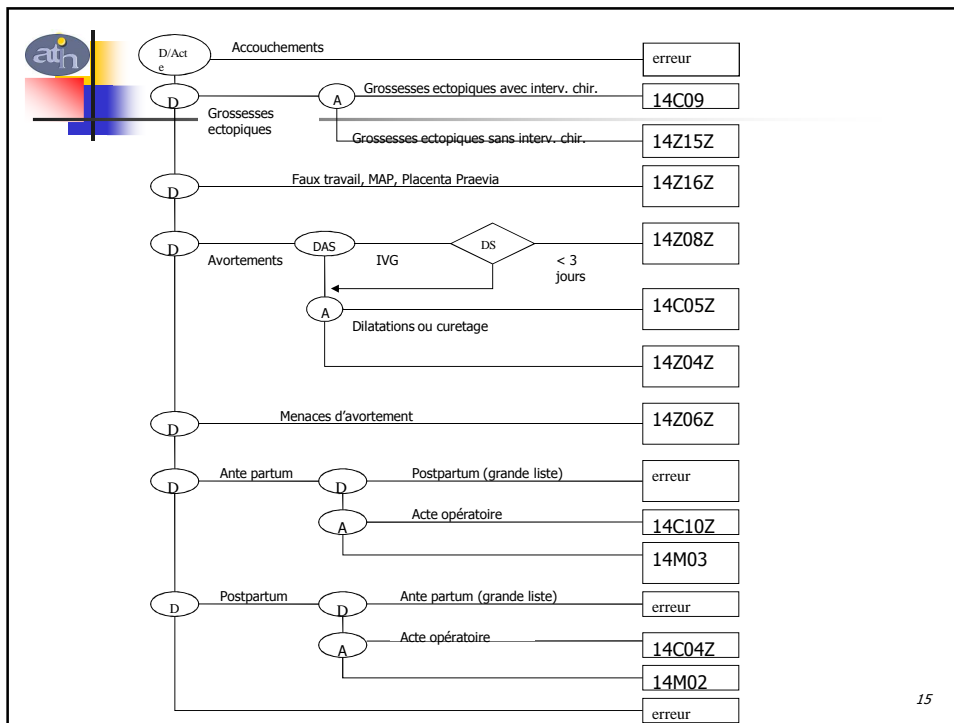 atih
D/Act
e
Accouchements
erreur
D
Grossesses
ectopiques
A
Grossesses ectopiques avec interv. chir.
14C09
Grossesses ectopiques sans interv. chir.
14Z15Z
D
Faux travail, MAP, Placenta Praevia
14Z16Z
D
Avortements
DAS
IVG
DS
< 3
jours
14Z08Z
A
Dilatations ou curetage
14C05Z
14Z04Z
D
Menaces d'avortement
14Z06Z
D
Ante partum
D
Postpartum (grande liste)
erreur
A
Acte opératoire
14C10Z
14M03
D
Postpartum
D
Ante partum (grande liste)
erreur
A
Acte opératoire
14C04Z
14M02
erreur
15